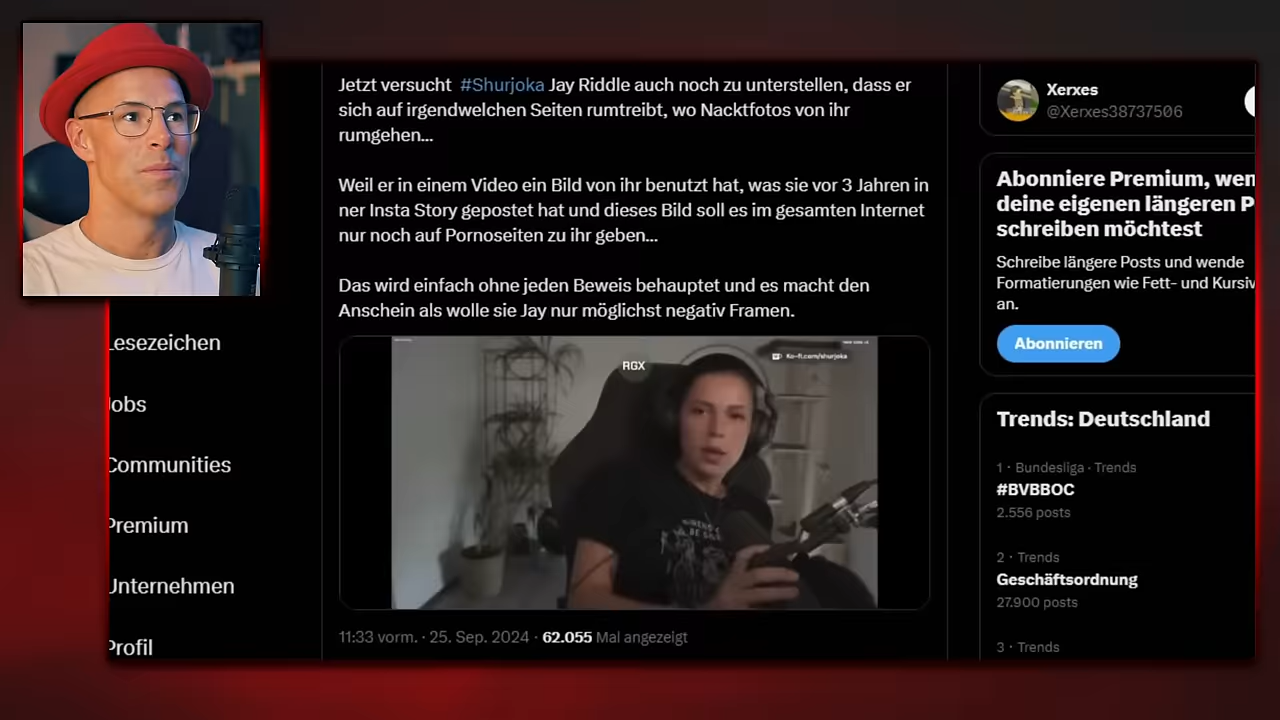 Jetzt versucht #Shurjoka Jay Riddle auch noch zu unterstellen, dass er
sich auf irgendwelchen Seiten rumtreibt, wo Nacktfotos von ihr
rumgehen...
Weil er in einem Video ein Bild von ihr benutzt hat, was sie vor 3 Jahren in
ner Insta Story gepostet hat und dieses Bild soll es im gesamten Internet
nur noch auf Pornoseiten zu ihr geben...
Das wird einfach ohne jeden Beweis behauptet und es macht den
Anschein als wolle sie Jay nur möglichst negativ Framen.
RGX
Ko-fi.com/shurjoka
11:33 vorm. · 25. Sep. 2024 · 62.055 Mal angezeigt
Lesezeichen
Jobs
Communities
Premium
Unternehmen
Profil
Xerxes
@Xerxes38737506
Abonniere Premium, wen
deine eigenen längeren P
schreiben möchtest
Schreibe längere Posts und wende
Formatierungen wie Fett- und Kursiv
an.
Abonnieren
Trends: Deutschland
1 · Bundesliga · Trends
#BVBBOC
2.556 posts
2 · Trends
Geschäftsordnung
27.900 posts
3 · Trends